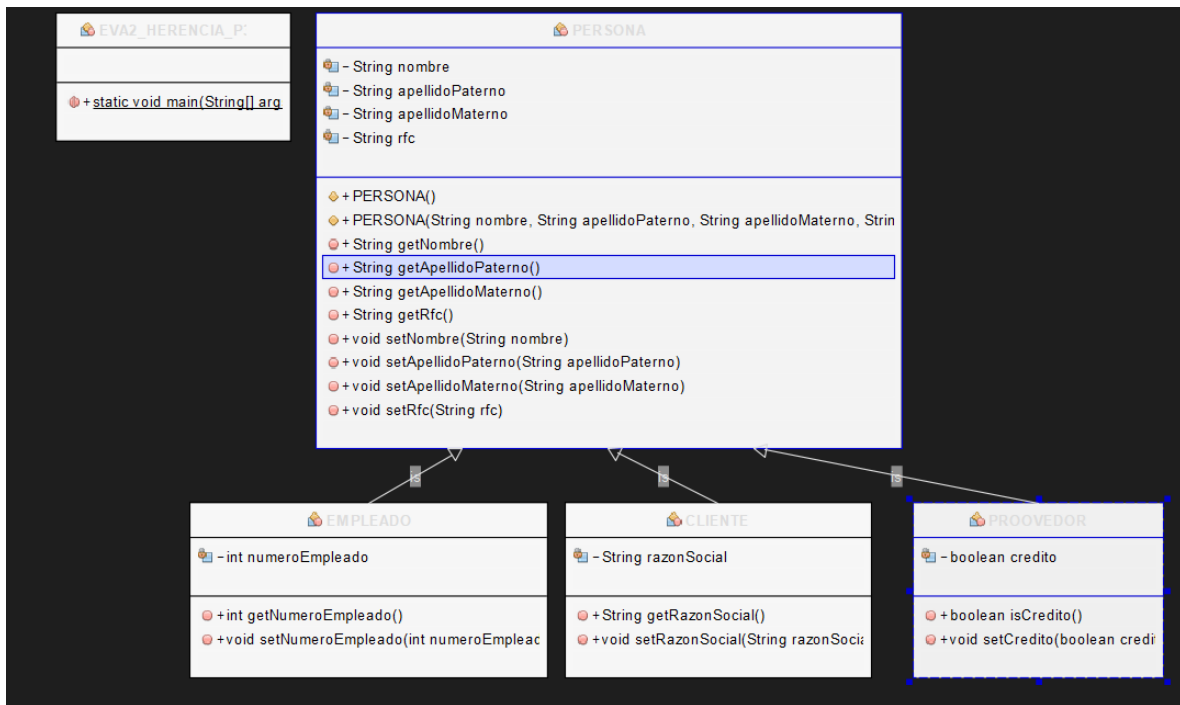 EVA2_HERENCIA_P
+ static void main(String[] arg
PERSONA
- String nombre
- String apellidoPaterno
- String apellidoMaterno
- String rfc
+ PERSONA()
+ PERSONA(String nombre, String apellidoPaterno, String apellidoMaterno, Strin
+ String getNombre()
+ String getApellidoPaterno()
+ String getApellidoMaterno()
+ String getRfc()
+ void setNombre(String nombre)
+ void setApellidoPaterno(String apellidoPaterno)
+ void setApellidoMaterno(String apellidoMaterno)
+ void setRfc(String rfc)
is
is
is
EMPLEADO
- int numeroEmpleado
+ int getNumeroEmpleado()
+ void setNumeroEmpleado(int numeroEmplead
CLIENTE
- String razonSocial
+ String getRazonSocial()
+ void setRazonSocial(String razonSocia
PROOVEDOR
- boolean credito
+ boolean isCredito()
+ void setCredito(boolean credi